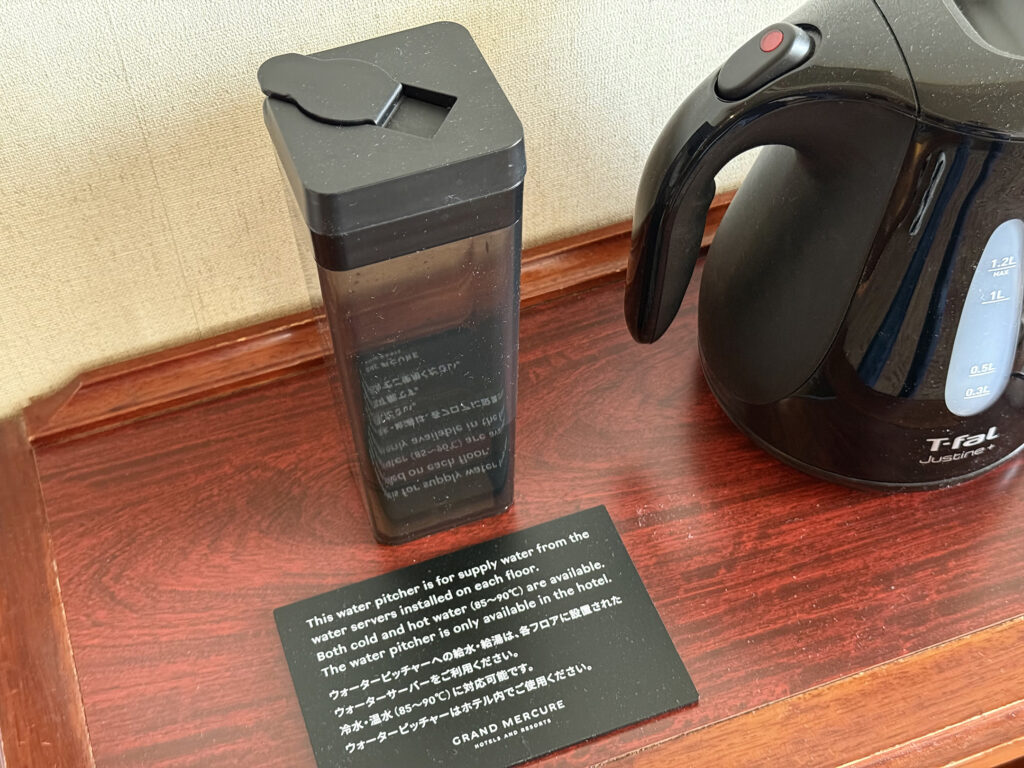 1.2L
MAX
1L
0.5L
0.3L
T-fal
Justine+
This water pitcher is for supply water from the
water servers installed on each floor.
Both cold and hot water (85～90℃) are available.
The water pitcher is only available in the hotel.
ウォーターピッチャーへの給水・給湯は、各フロアに設置された
ウォーターサーバーをご利用ください。
冷水・温水(85～90℃)に対応可能です。
ウォーターピッチャーはホテル内でご使用ください。
GRAND MERCURE
HOTELS AND RESORTS